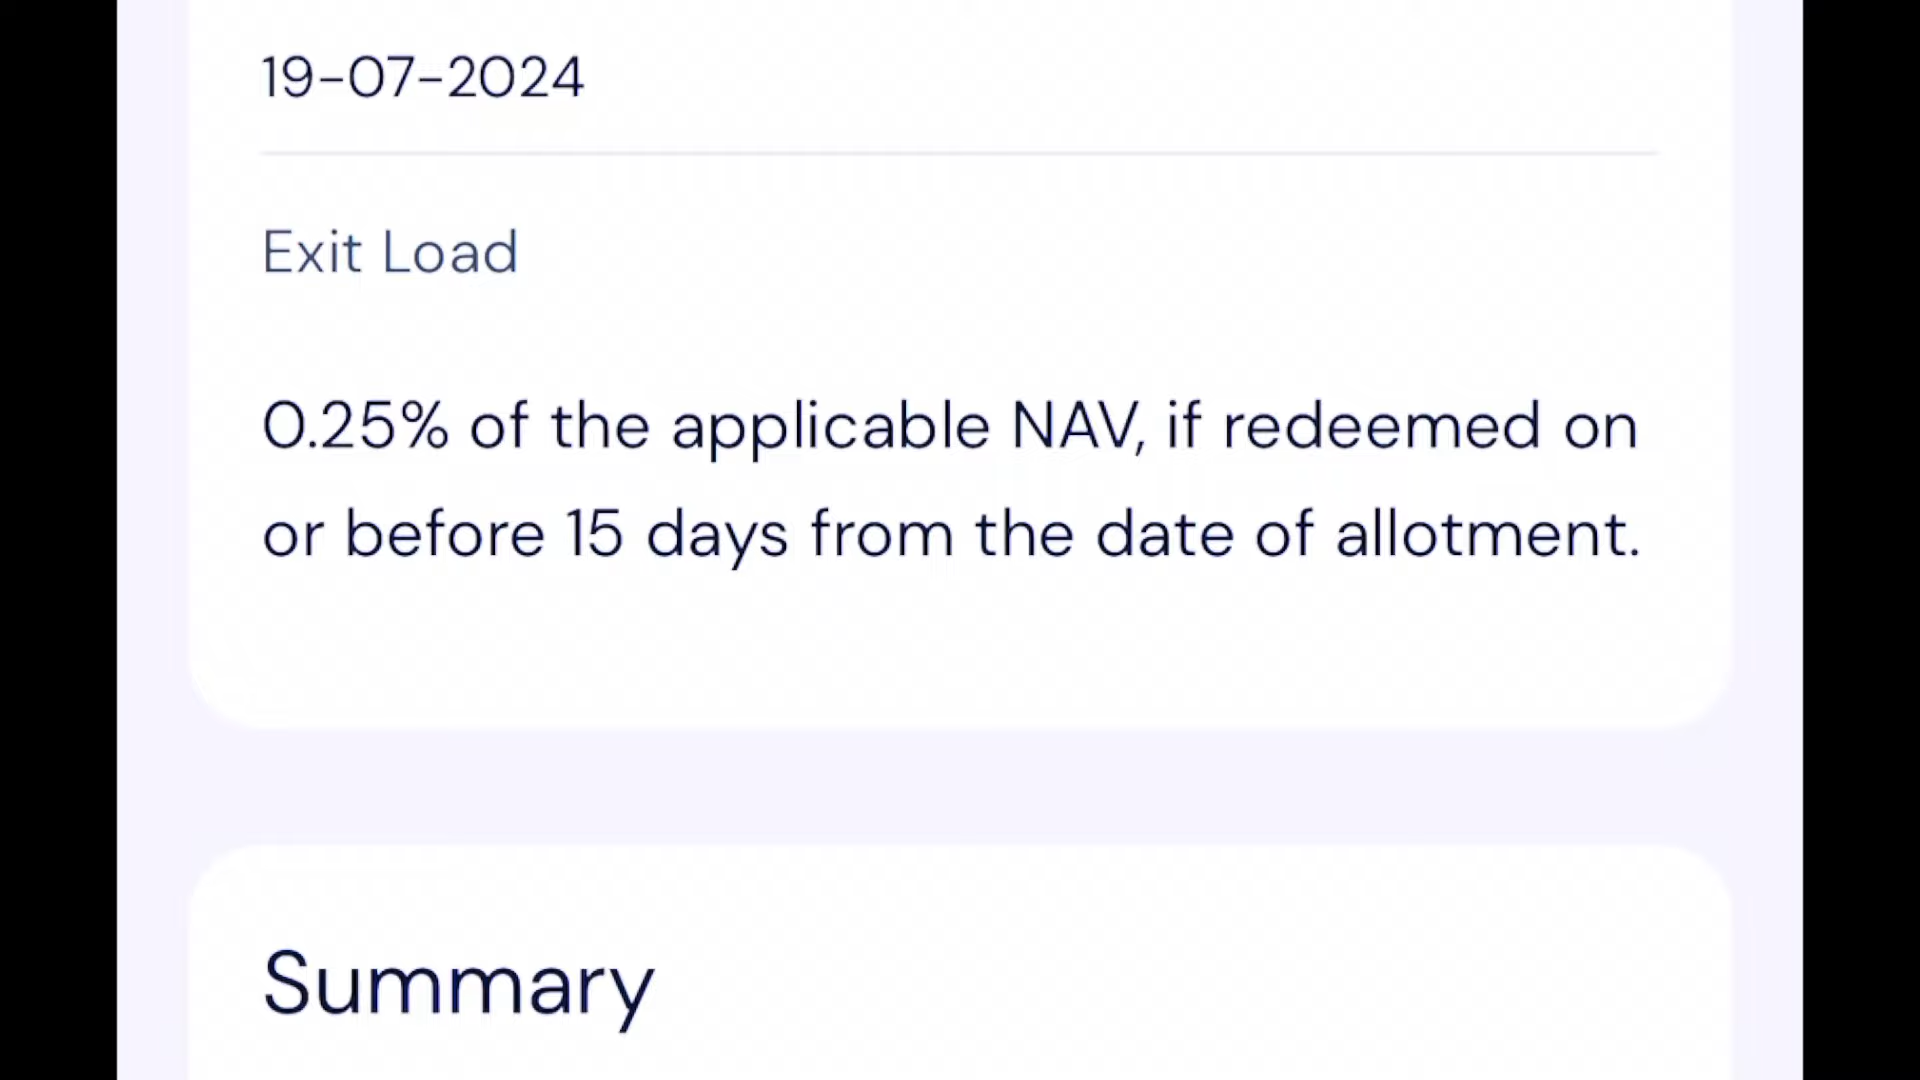 19-07-2024
Exit Load
0.25% of the applicable NAV, if redeemed on
or before 15 days from the date of allotment.
Summary